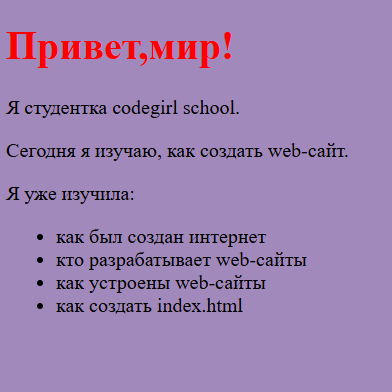 Привет,мир!
Я студентка codegirl school.
Сегодня я изучаю, как создать web-сайт.
Я уже изучила:
как был создан интернет
кто разрабатывает web-сайты
как устроены web-сайты
как создать index.html